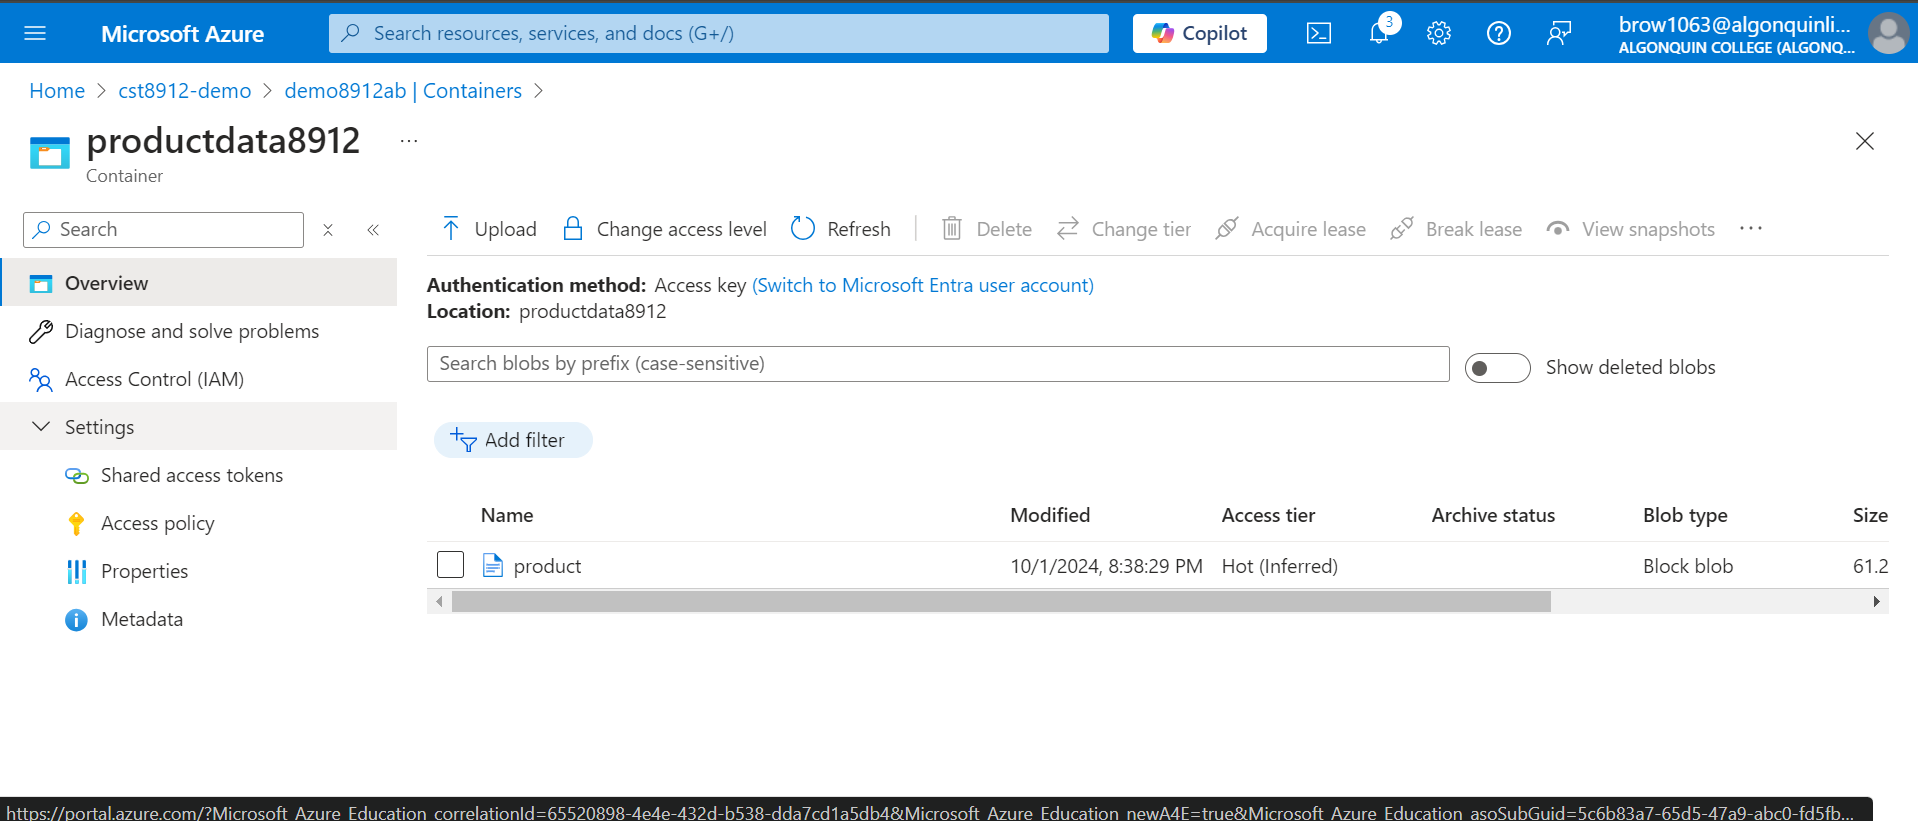 Microsoft Azure
Search resources, services, and docs (G+/)
Copilot
3
brow1063@algonquinli...
ALGONQUIN COLLEGE (ALGONQ...
Home > cst8912-demo > demo8912ab | Containers >
productdata8912 ...
Container
Search
Upload
Change access level
Refresh
Delete
Change tier
Acquire lease
Break lease
View snapshots
...
Overview
Diagnose and solve problems
Access Control (IAM)
Settings
Shared access tokens
Access policy
Properties
Metadata
Authentication method: Access key (Switch to Microsoft Entra user account)
Location: productdata8912
Search blobs by prefix (case-sensitive)
Show deleted blobs
Add filter
Name Modified Access tier Archive status Blob type Size
product 10/1/2024, 8:38:29 PM Hot (Inferred) Block blob 61.2
https://portal.azure.com/?Microsoft_Azure_Education_correlationId=65520898-4e4e-432d-b538-dda7cd1a5db4&Microsoft_Azure_Education_newA4E=true&Microsoft_Azure_Education_asoSubGuid=5c6b83a7-65d5-47a9-abc0-fd5fb...